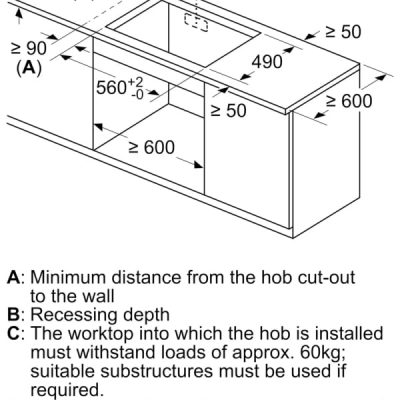 ≥ 50
≥ 90
(A)
490
560+2 -0
≥ 50
≥ 600
≥ 600
A: Minimum distance from the hob cut-out
to the wall
B: Recessing depth
C: The worktop into which the hob is installed
must withstand loads of approx. 60kg;
suitable substructures must be used if
required.